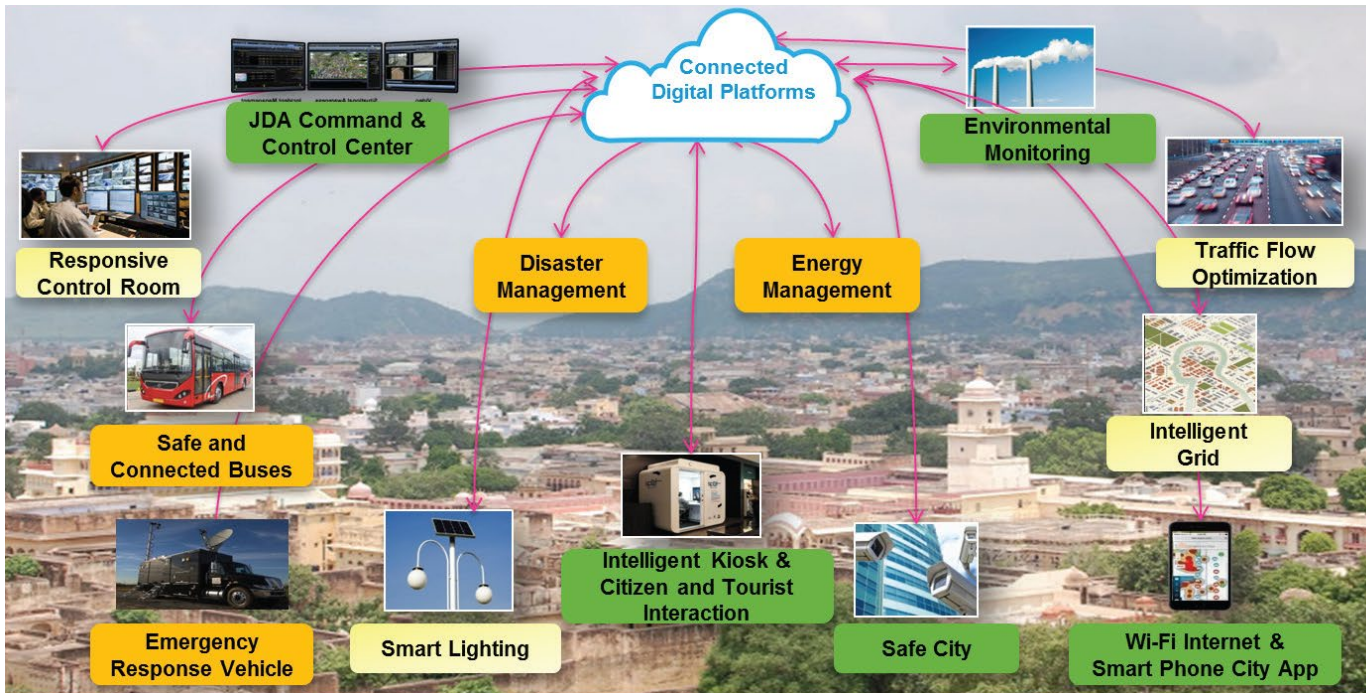 Connected
Digital Platforms
JDA Command &
Control Center
Environmental
Monitoring
Responsive
Control Room
Disaster
Management
Energy
Management
Traffic Flow
Optimization
Safe and
Connected Buses
Intelligent
Grid
Intelligent Kiosk &
Citizen and Tourist
Interaction
Emergency
Response Vehicle
Smart Lighting
Safe City
Wi-Fi Internet &
Smart Phone City App